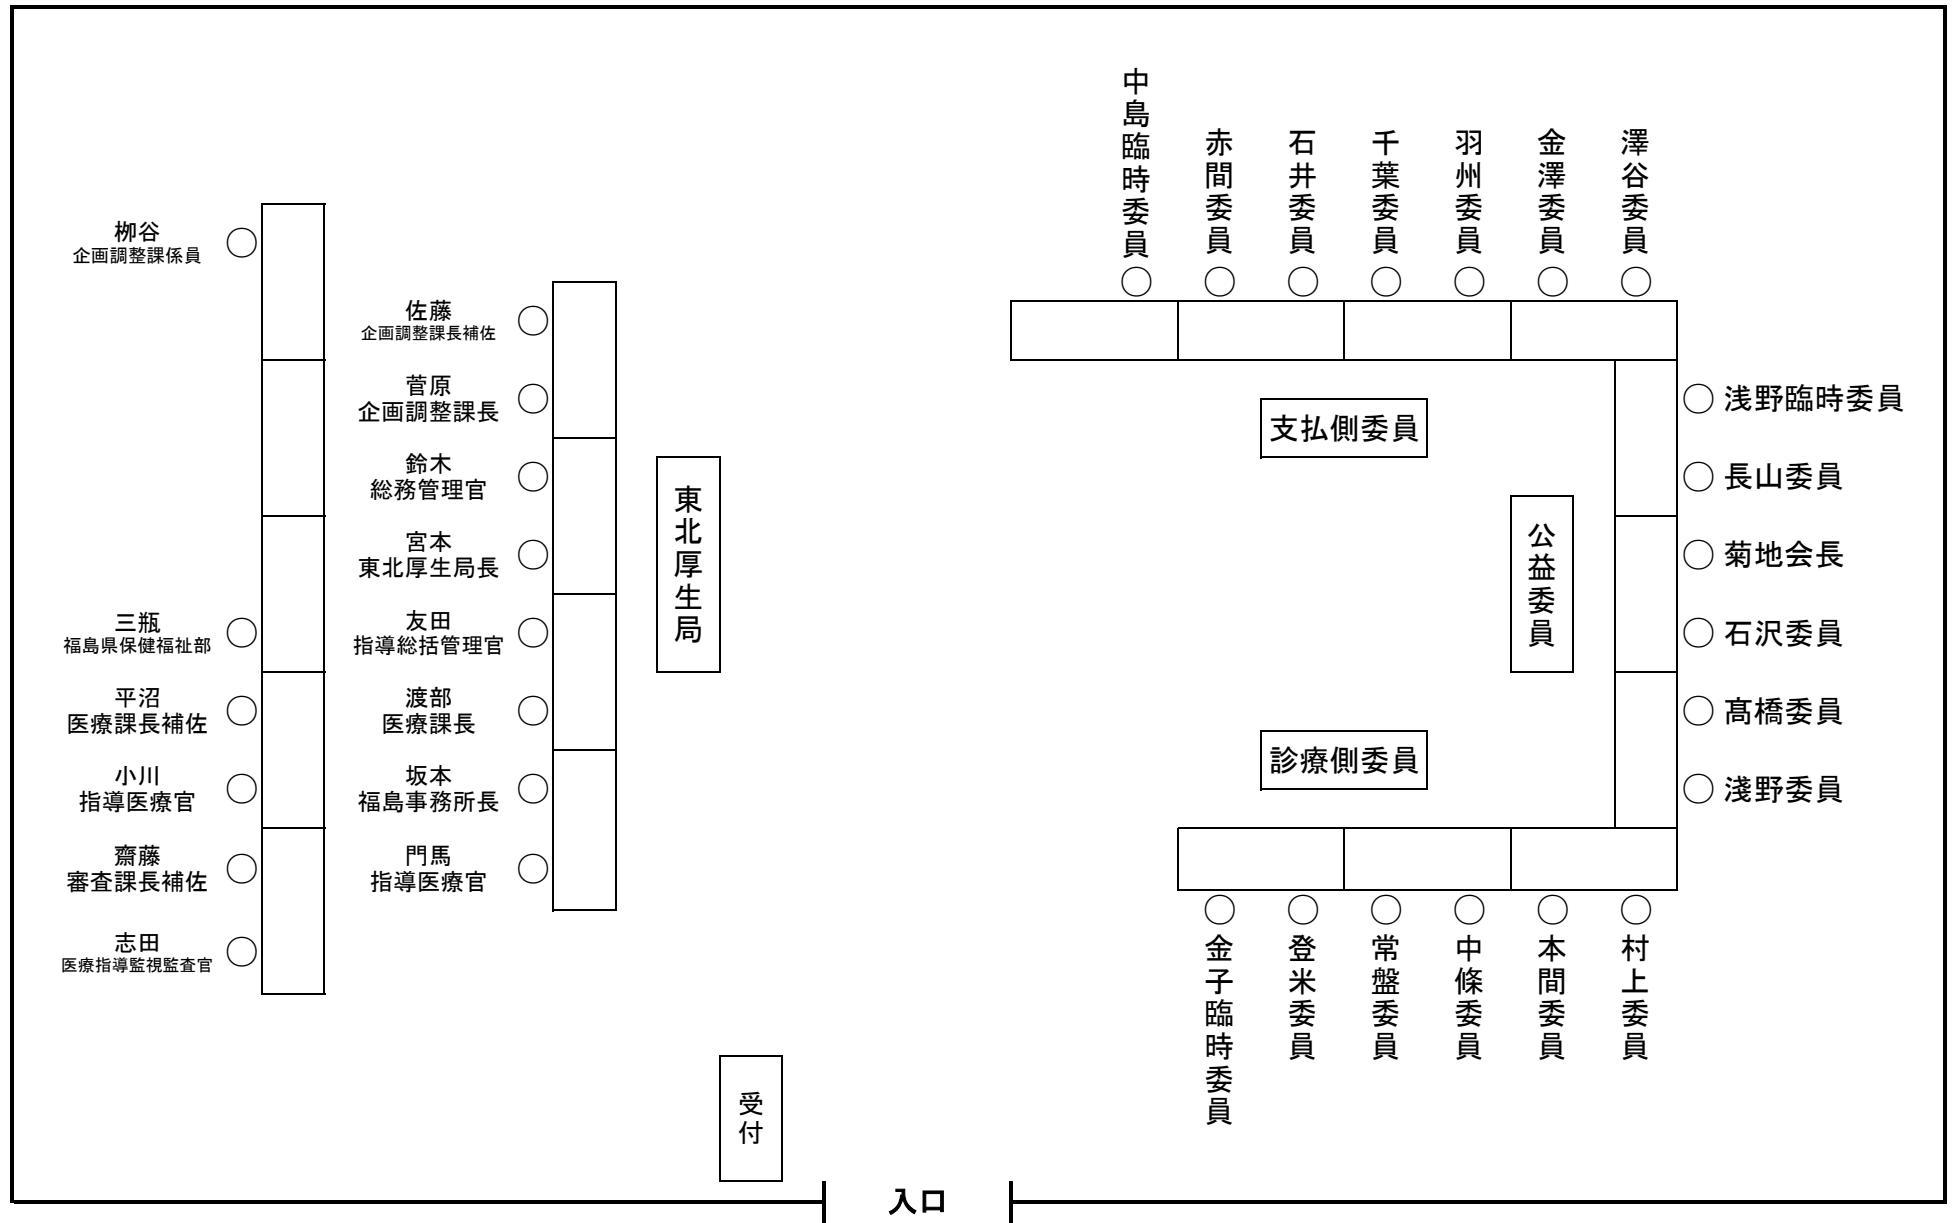 中島臨時委員
赤間委員
石井委員
千葉委員
羽州委員
金澤委員
澤谷委員
栁谷
企画調整課係員
三瓶
福島県保健福祉部
平沼
医療課長補佐
小川
指導医療官
齋藤
審査課長補佐
志田
医療指導監視監査官
佐藤
企画調整課長補佐
菅原
企画調整課長
鈴木
総務管理官
宮本
東北厚生局長
友田
指導総括管理官
渡部
医療課長
坂本
福島事務所長
門馬
指導医療官
東北厚生局
支払側委員
公益委員
診療側委員
浅野臨時委員
長山委員
菊地会長
石沢委員
髙橋委員
淺野委員
金子臨時委員
登米委員
常盤委員
中條委員
本間委員
村上委員
受付
入口